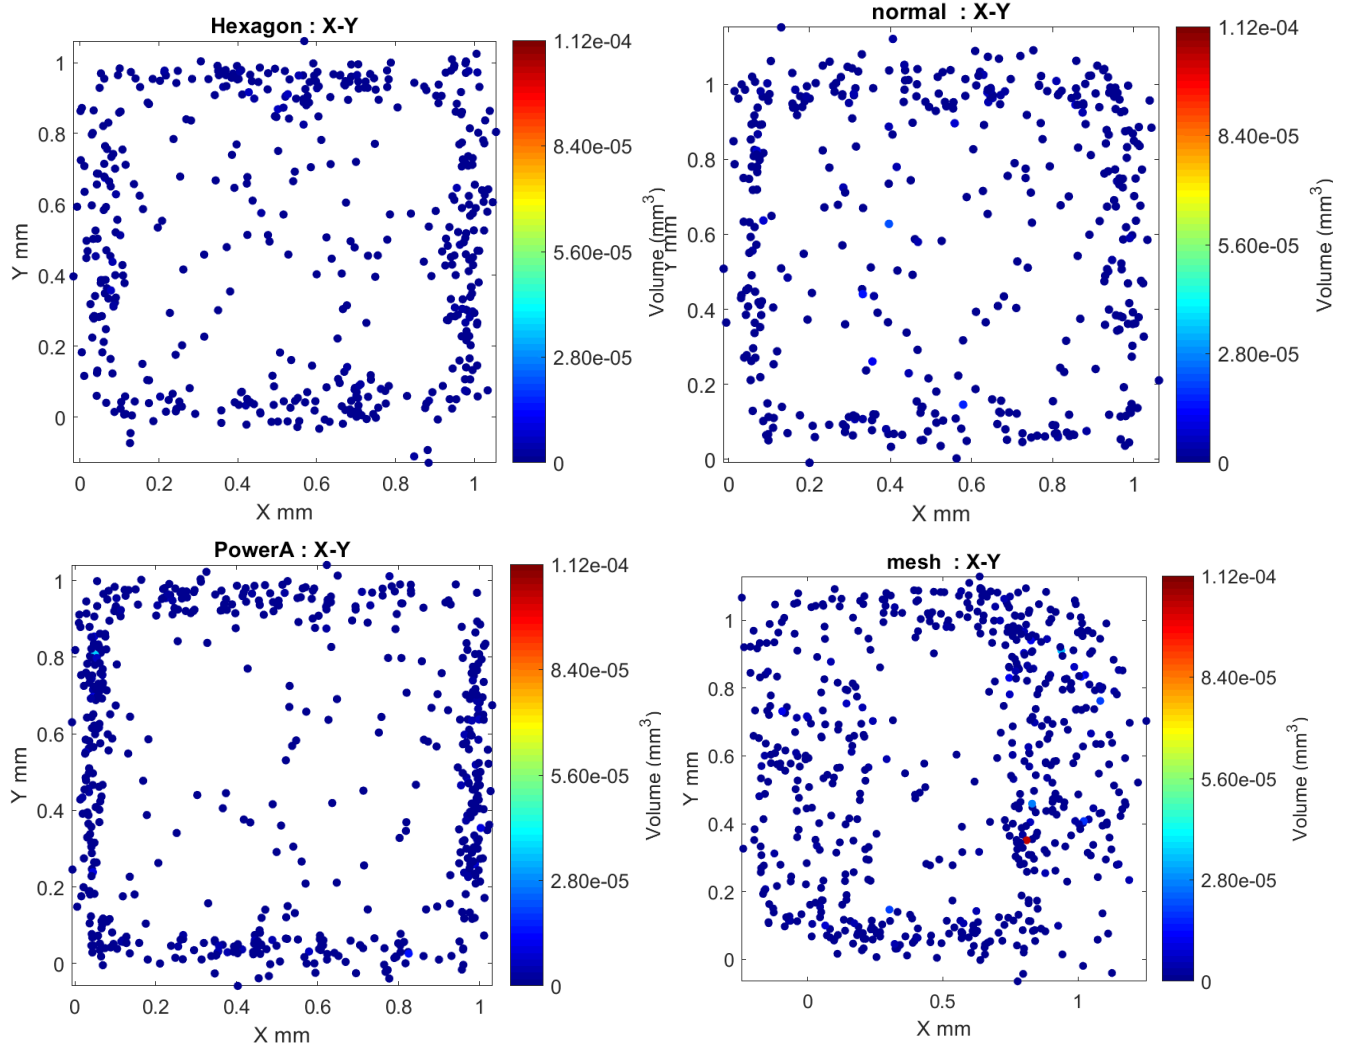 Hexagon : X-Y
1
0.8
0.6
0.4
0.2
0
Y mm
0 0.2 0.4 0.6 0.8 1
X mm
1.12e-04
8.40e-05
5.60e-05
2.80e-05
0
Volume (mm³)
normal : X-Y
1
0.8
0.6
0.4
0.2
0
Y mm
0 0.2 0.4 0.6 0.8 1
X mm
1.12e-04
8.40e-05
5.60e-05
2.80e-05
0
Volume (mm³)
PowerA : X-Y
1
0.8
0.6
0.4
0.2
0
Y mm
0 0.2 0.4 0.6 0.8 1
X mm
1.12e-04
8.40e-05
5.60e-05
2.80e-05
0
Volume (mm³)
mesh : X-Y
1
0.8
0.6
0.4
0.2
0
Y mm
0 0.5 1
X mm
1.12e-04
8.40e-05
5.60e-05
2.80e-05
0
Volume (mm³)